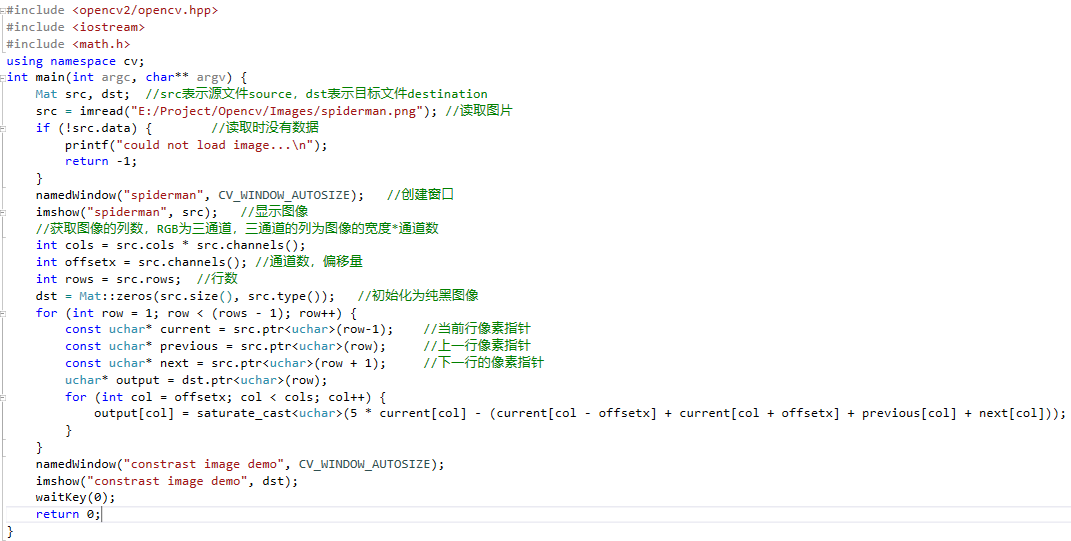 #include <opencv2/opencv.hpp>
#include <iostream>
#include <math.h>
using namespace cv;
int main(int argc, char** argv) {
    Mat src, dst;  //src表示源文件source，dst表示目标文件destination
    src = imread("E:/Project/Opencv/Images/spiderman.png"); //读取图片
    if (!src.data) {        //读取时没有数据
        printf("could not load image...\n");
        return -1;
    }
    namedWindow("spiderman", CV_WINDOW_AUTOSIZE);   //创建窗口
    imshow("spiderman", src);   //显示图像
    //获取图像的列数，RGB为三通道，三通道的列为图像的宽度*通道数
    int cols = src.cols * src.channels();
    int offsetx = src.channels(); //通道数，偏移量
    int rows = src.rows;  //行数
    dst = Mat::zeros(src.size(), src.type());   //初始化为纯黑图像
    for (int row = 1; row < (rows - 1); row++) {
        const uchar* current = src.ptr<uchar>(row-1);    //当前行像素指针
        const uchar* previous = src.ptr<uchar>(row);     //上一行像素指针
        const uchar* next = src.ptr<uchar>(row + 1);     //下一行的像素指针
        uchar* output = dst.ptr<uchar>(row);
        for (int col = offsetx; col < cols; col++) {
            output[col] = saturate_cast<uchar>(5 * current[col] - (current[col - offsetx] + current[col + offsetx] + previous[col] + next[col]));
        }
    }
    namedWindow("constrast image demo", CV_WINDOW_AUTOSIZE);
    imshow("constrast image demo", dst);
    waitKey(0);
    return 0;
}